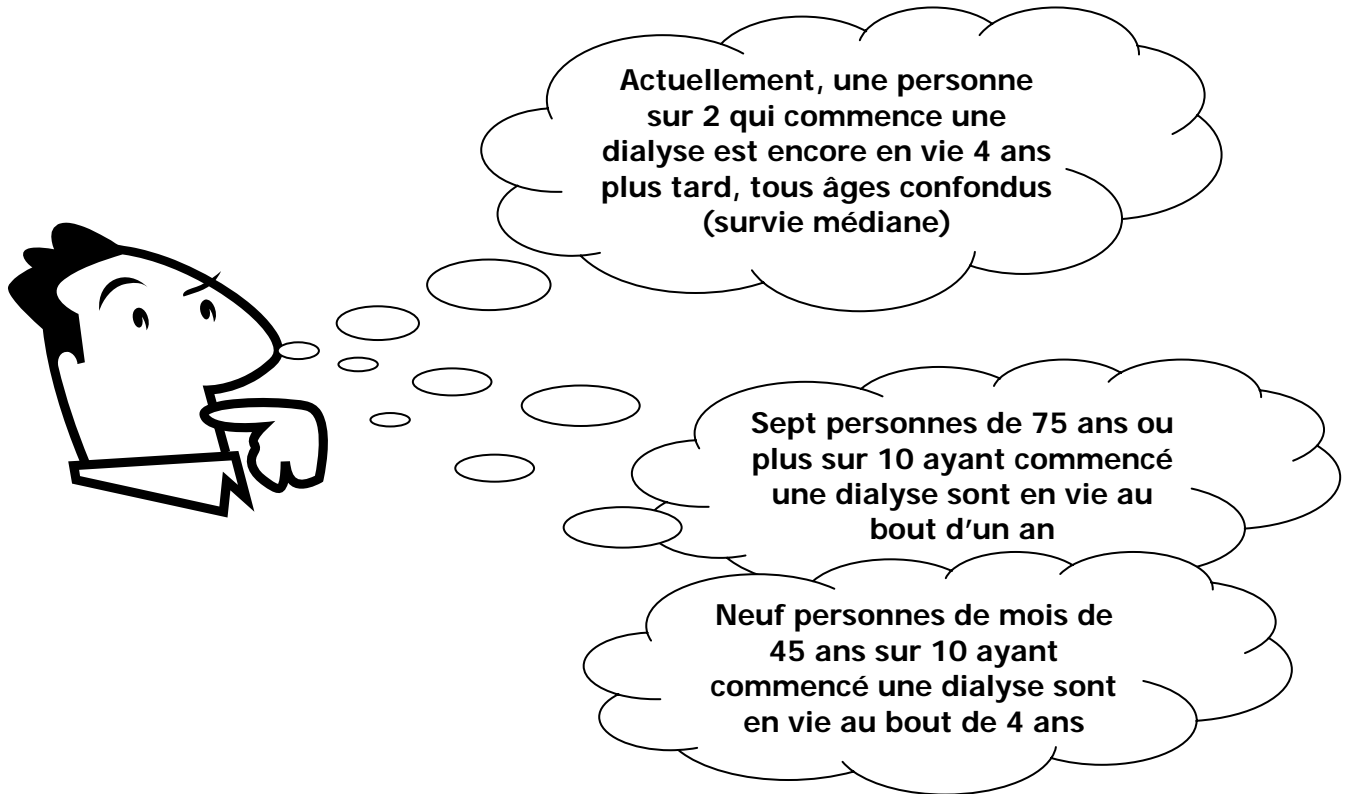 Actuellement, une personne
sur 2 qui commence une
dialyse est encore en vie 4 ans
plus tard, tous âges confondus
(survie médiane)
Sept personnes de 75 ans ou
plus sur 10 ayant commencé
une dialyse sont en vie au
bout d'un an
Neuf personnes de mois de
45 ans sur 10 ayant
commencé une dialyse sont
en vie au bout de 4 ans